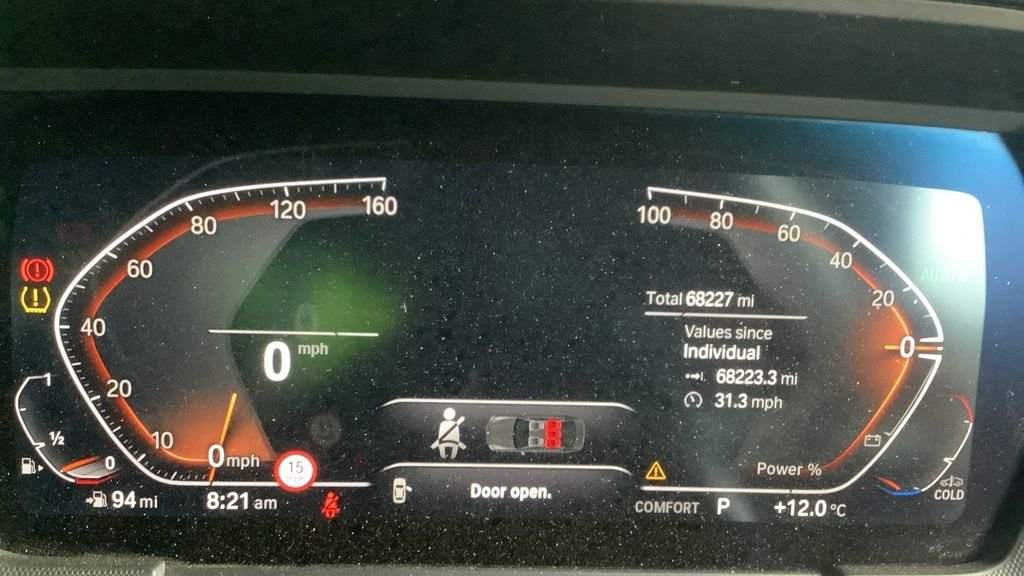 160
120
80
60
40
20
10
0 mph
0
0 mph
1
1/2
0
94 mi
8:21 am
15
mph
Door open.
100
80
60
40
20
0
Total 68227 mi
Values since
Individual
68223.3 mi
31.3 mph
Power %
COMFORT P +12.0 °C
COLD